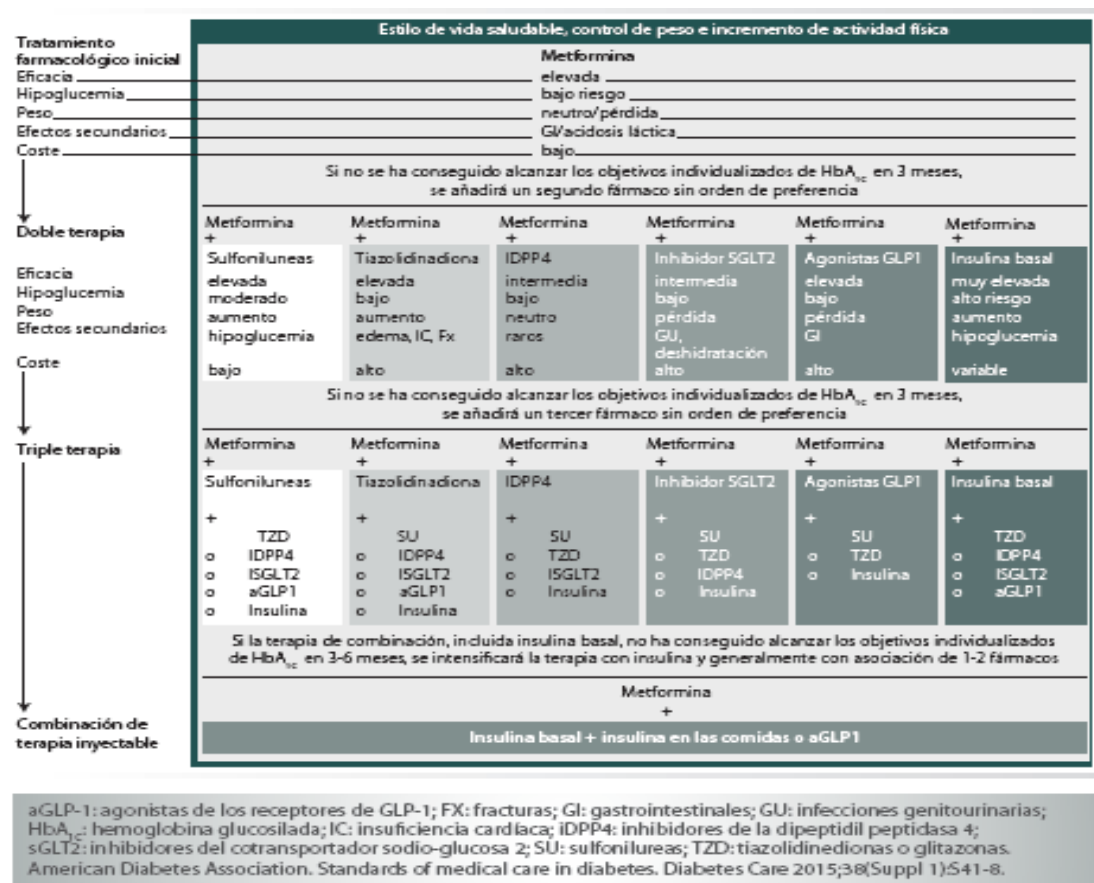 Estilo de vida saludable, control de peso e incremento de actividad física
Tratamiento
farmacológico inicial
Metformina
Eficacia elevada
Hipoglucemia bajo riesgo
Peso neutro/pérdida
Efectos secundarios GI/acidosis láctica
Coste bajo
Si no se ha conseguido alcanzar los objetivos individualizados de HbA1c en 3 meses,
se añadirá un segundo fármaco sin orden de preferencia
Doble terapia
Metformina Metformina Metformina Metformina Metformina Metformina
+ + + + + +
Sulfoniluneas Tiazolidinadiona IDPP4 Inhibidor SGLT2 Agonistas GLP1 Insulina basal
Eficacia elevada elevada intermedia intermedia elevada muy elevada
Hipoglucemia moderado bajo bajo bajo bajo alto riesgo
Peso aumento aumento neutro pérdida pérdida aumento
Efectos secundarios hipoglucemia edema, IC, Fx raros GU, GI hipoglucemia
deshidratación
Coste bajo alto alto alto alto variable
Si no se ha conseguido alcanzar los objetivos individualizados de HbA1c en 3 meses,
se añadirá un tercer fármaco sin orden de preferencia
Triple terapia
Metformina Metformina Metformina Metformina Metformina Metformina
+ + + + + +
Sulfoniluneas Tiazolidinadiona IDPP4 Inhibidor SGLT2 Agonistas GLP1 Insulina basal
+ + + + + +
TZD SU SU SU SU TZD
o IDPP4 o IDPP4 o TZD o TZD o TZD o IDPP4
o ISGLT2 o ISGLT2 o ISGLT2 o IDPP4 o Insulina o ISGLT2
o aGLP1 o aGLP1 o Insulina o Insulina o aGLP1
o Insulina o Insulina
Si la terapia de combinación, incluida insulina basal, no ha conseguido alcanzar los objetivos individualizados
de HbA1c en 3-6 meses, se intensificará la terapia con insulina y generalmente con asociación de 1-2 fármacos
Metformina
+
Combinación de
terapia inyectable
Insulina basal + insulina en las comidas o aGLP1
aGLP-1: agonistas de los receptores de GLP-1; FX: fracturas; GI: gastrointestinales; GU: infecciones genitourinarias;
HbA1c: hemoglobina glucosilada; IC: insuficiencia cardíaca; iDPP4: inhibidores de la dipeptidil peptidasa 4;
sGLT2: inhibidores del cotransportador sodio-glucosa 2; SU: sulfonilureas; TZD: tiazolidinedionas o glitazonas.
American Diabetes Association. Standards of medical care in diabetes. Diabetes Care 2015;38(Suppl 1):S41-8.